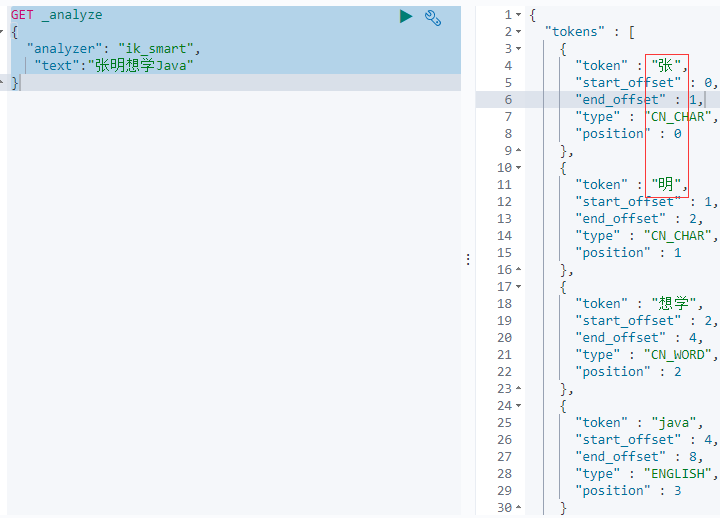 GET _analyze
{
  "analyzer": "ik_smart",
   "text":"张明想学Java"
}
1 {
2   "tokens" : [
3     {
4       "token" : "张",
5       "start_offset" : 0,
6       "end_offset" : 1,
7       "type" : "CN_CHAR",
8       "position" : 0
9     },
10     {
11       "token" : "明",
12       "start_offset" : 1,
13       "end_offset" : 2,
14       "type" : "CN_CHAR",
15       "position" : 1
16     },
17     {
18       "token" : "想学",
19       "start_offset" : 2,
20       "end_offset" : 4,
21       "type" : "CN_WORD",
22       "position" : 2
23     },
24     {
25       "token" : "java",
26       "start_offset" : 4,
27       "end_offset" : 8,
28       "type" : "ENGLISH",
29       "position" : 3
30     }